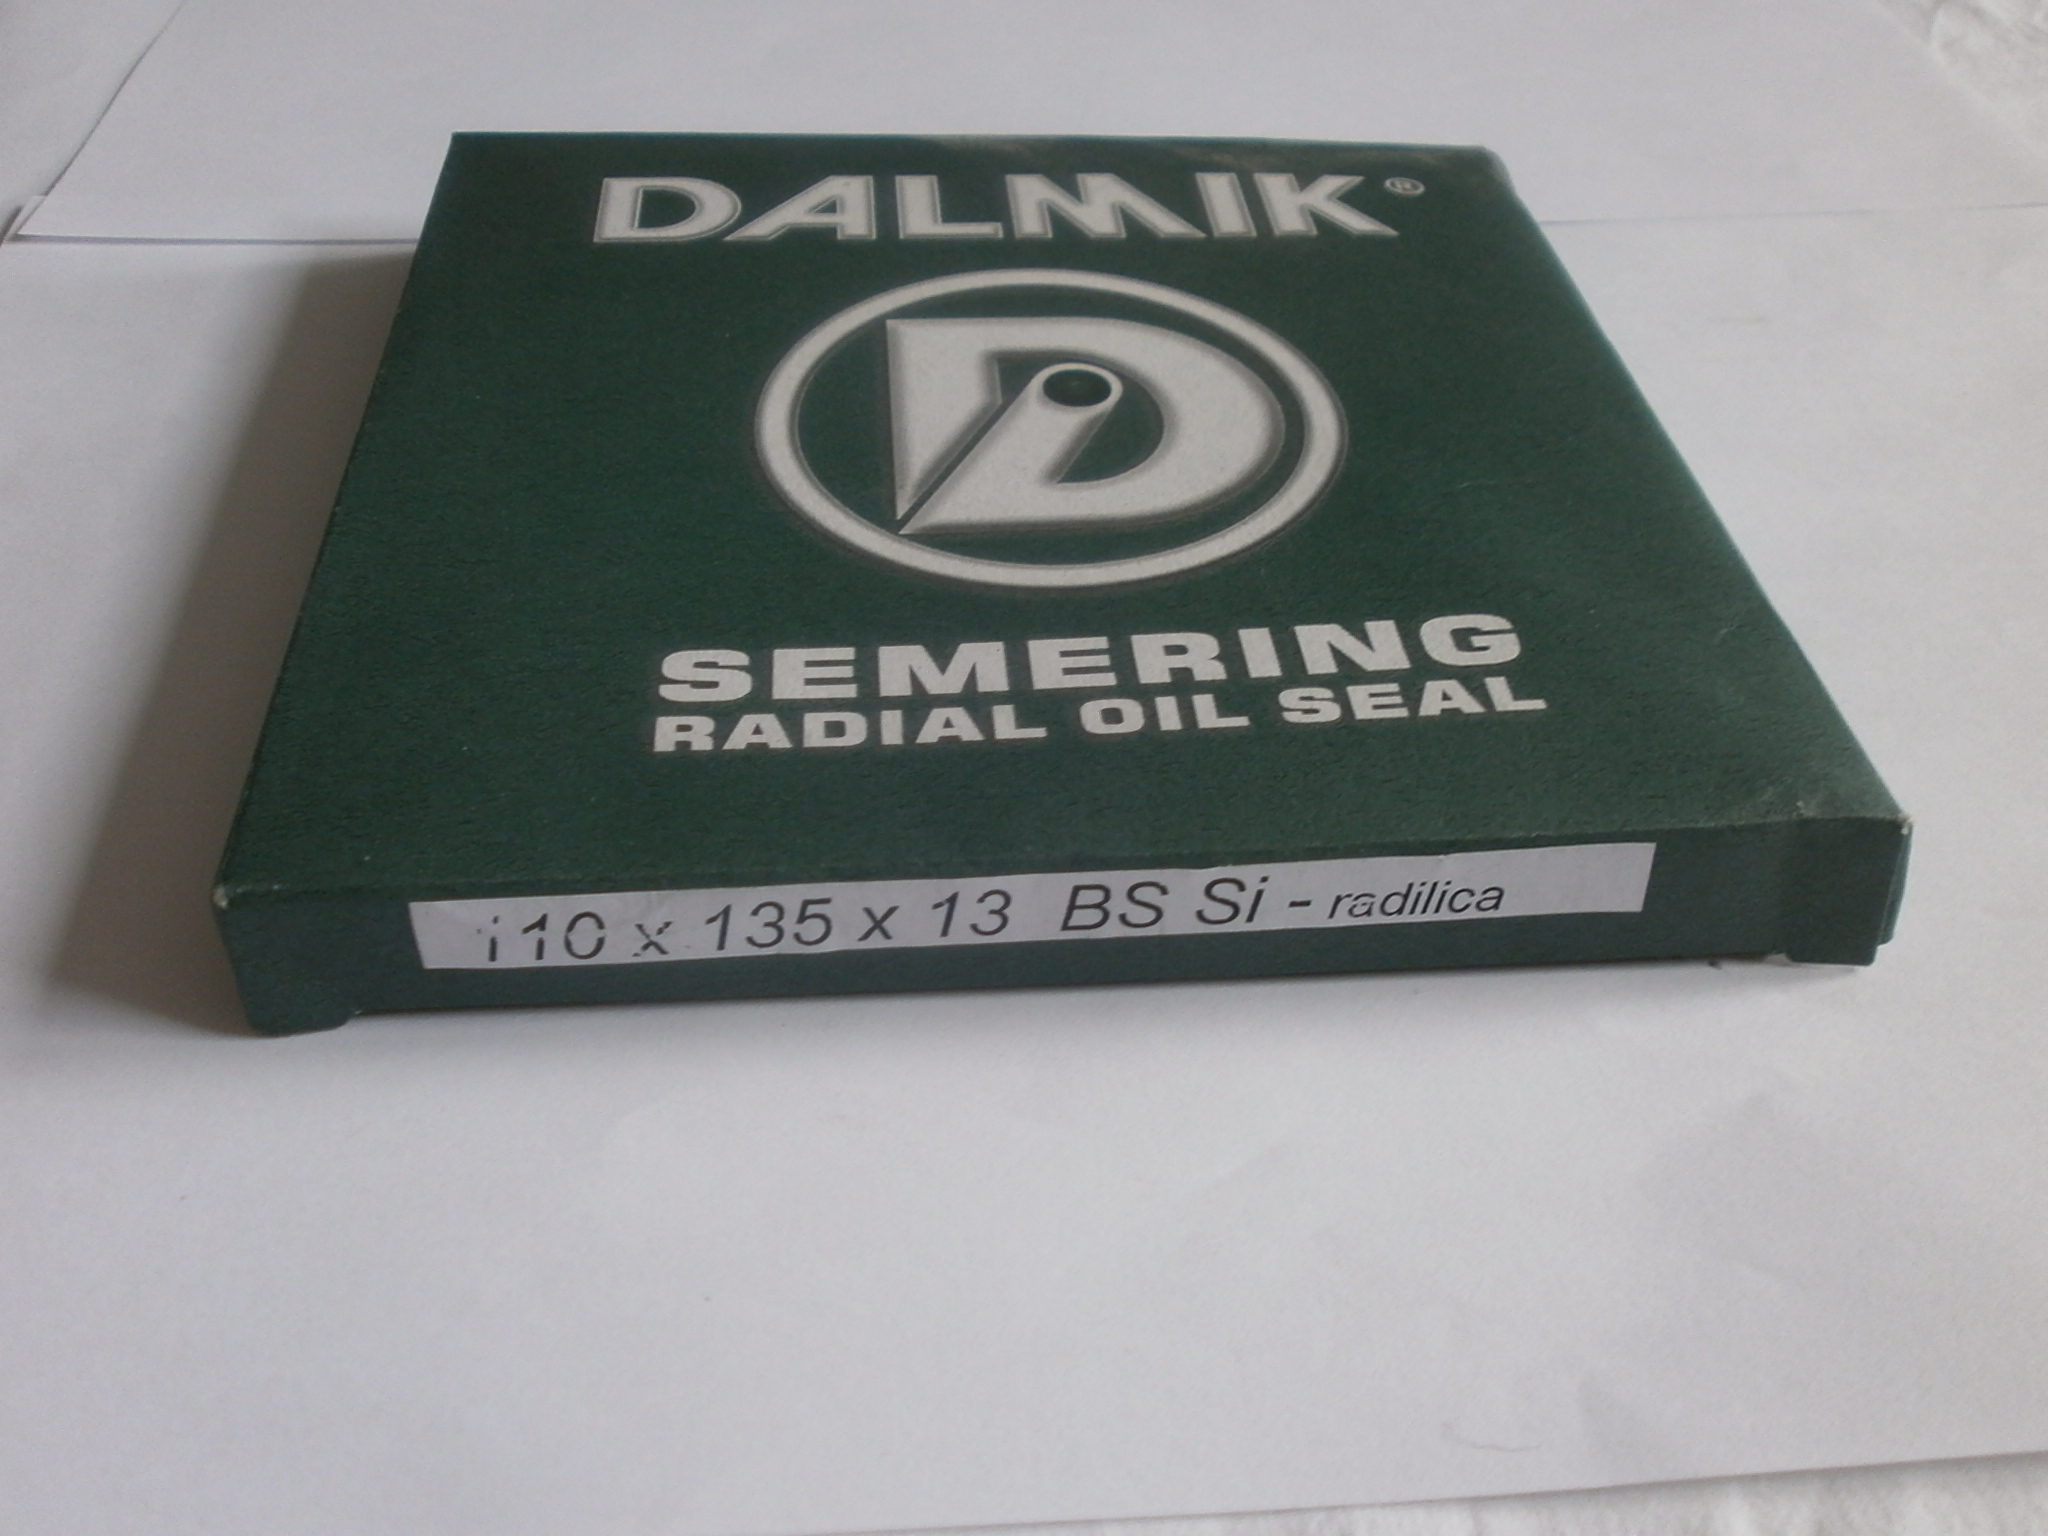 DALMIK®
D
SEMERING
RADIAL OIL SEAL
110 x 135 x 13 BS Si - radilica